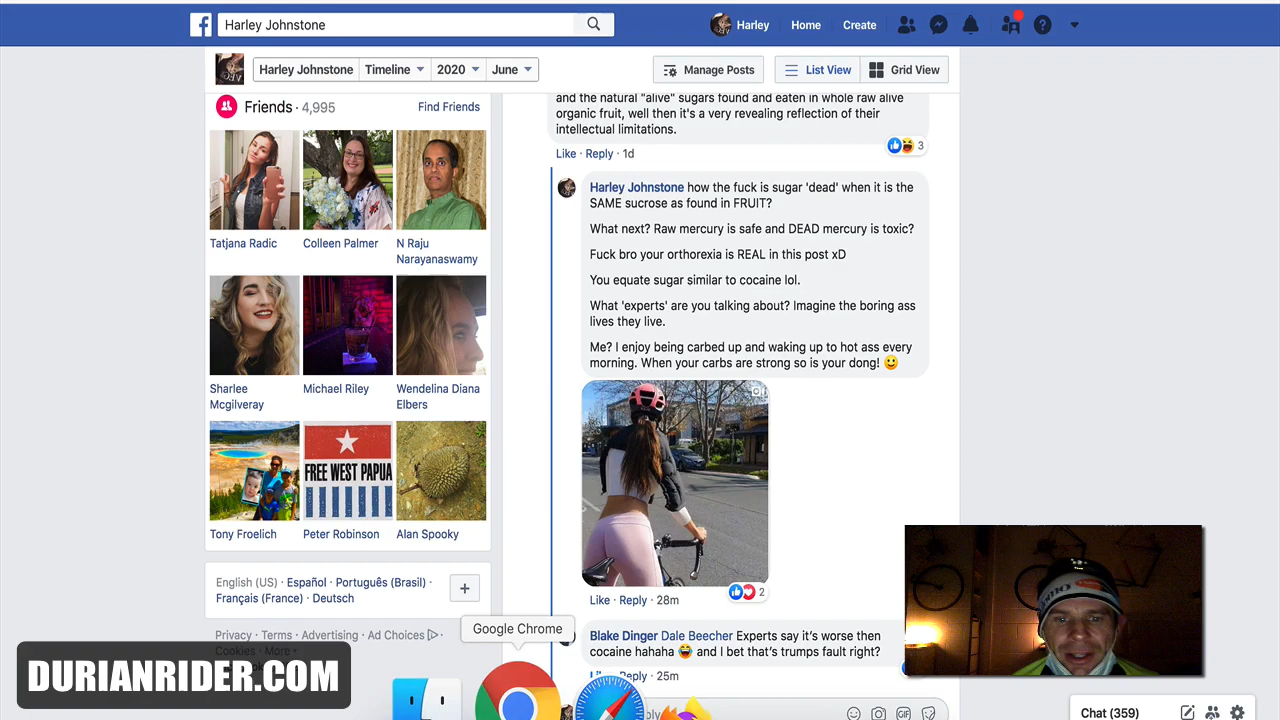 Harley Johnstone
Harley Home Create
Harley Johnstone Timeline 2020 June Manage Posts List View Grid View
Friends · 4,995 Find Friends
Tatjana Radic
Colleen Palmer
N Raju
Narayanaswamy
Sharlee
Mcgilveray
Michael Riley
Wendelina Diana
Elbers
FREE WEST PAPUA
Tony Froelich
Peter Robinson
Alan Spooky
English (US) · Español · Português (Brasil) ·
Français (France) · Deutsch
Privacy · Terms · Advertising · Ad Choices ·
Cookies · More
and the natural "alive" sugars found and eaten in whole raw alive
organic fruit, well then it's a very revealing reflection of their
intellectual limitations.
Like · Reply · 1d
3
Harley Johnstone how the fuck is sugar 'dead' when it is the
SAME sucrose as found in FRUIT?
What next? Raw mercury is safe and DEAD mercury is toxic?
Fuck bro your orthorexia is REAL in this post xD
You equate sugar similar to cocaine lol.
What 'experts' are you talking about? Imagine the boring ass
lives they live.
Me? I enjoy being carbed up and waking up to hot ass every
morning. When your carbs are strong so is your dong! 🙂
Like · Reply · 28m
2
Blake Dinger Dale Beecher Experts say it's worse then
cocaine hahaha 😂 and I bet that's trumps fault right?
Like · Reply · 25m
GIF
Google Chrome
DURIANRIDER.COM
Chat (359)